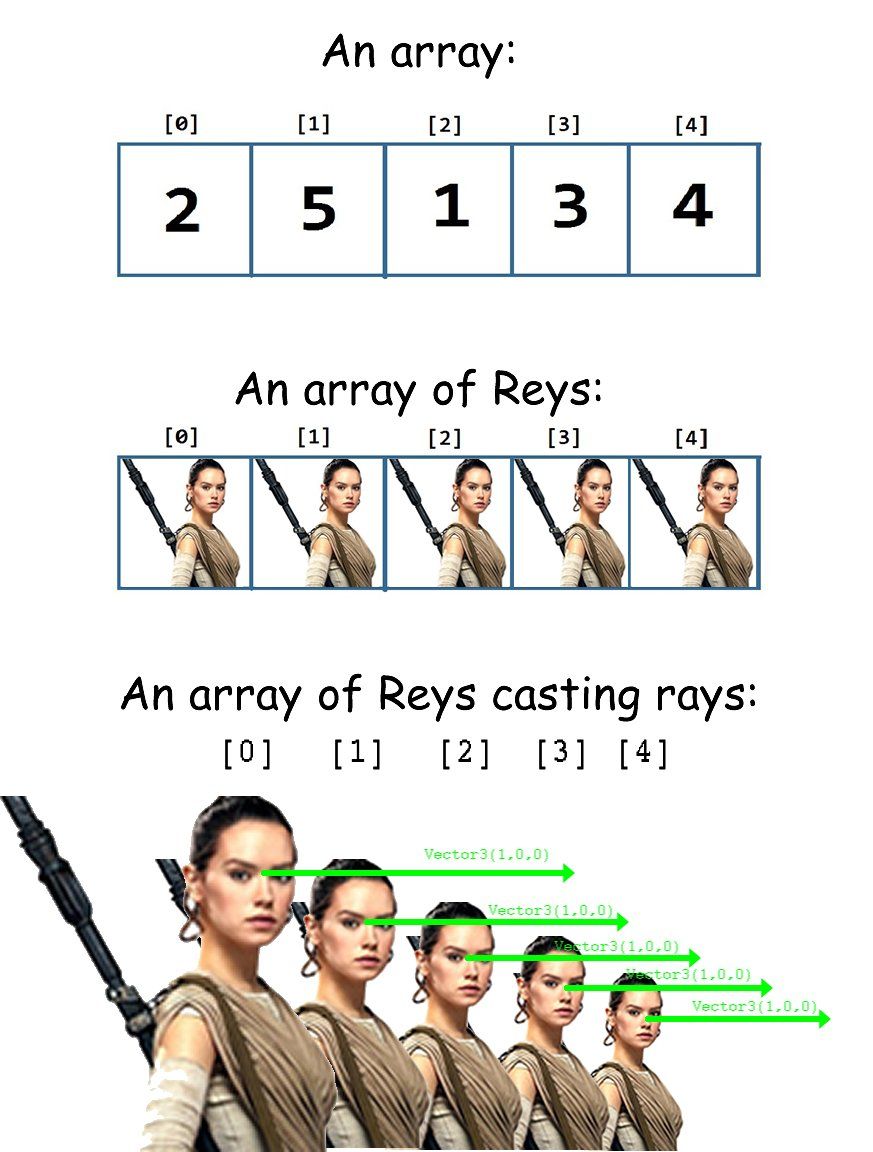 An array:
[0] [1] [2] [3] [4]
2 5 1 3 4
An array of Reys:
[0] [1] [2] [3] [4]
An array of Reys casting rays:
[0] [1] [2] [3] [4]
Vector3(1,0,0)
Vector3(1,0,0)
Vector3(1,0,0)
Vector3(1,0,0)
Vector3(1,0,0)